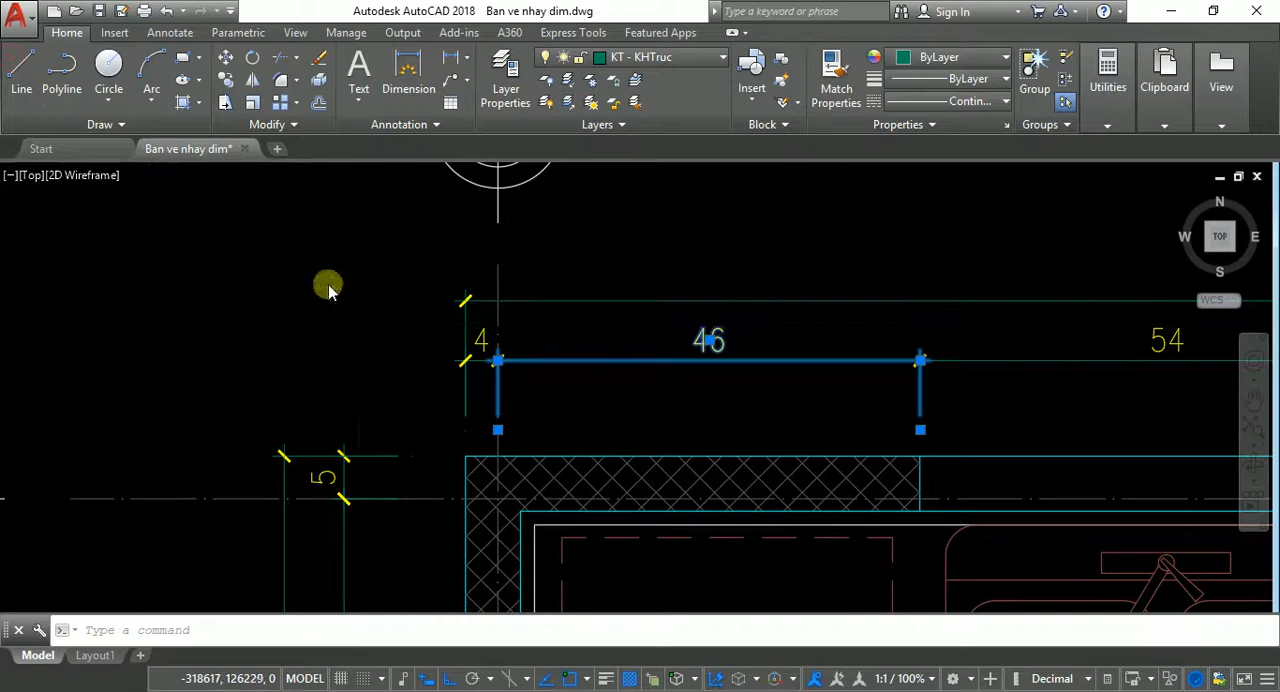 Autodesk AutoCAD 2018 Ban ve nhay dim.dwg
Type a keyword or phrase
Sign In
Home Insert Annotate Parametric View Manage Output Add-ins A360 Express Tools Featured Apps
Line Polyline Circle Arc
Text Dimension
Layer Properties
KT - KHTruc
Insert
Match Properties
ByLayer
ByLayer
Contin...
Group Utilities Clipboard View
Draw Modify Annotation Layers Block Properties Groups
Start Ban ve nhay dim*
[−][Top][2D Wireframe]
N
W TOP E
S
WCS
4 46 54
5
Type a command
Model Layout1
-318617, 126229, 0 MODEL 1:1 / 100% Decimal